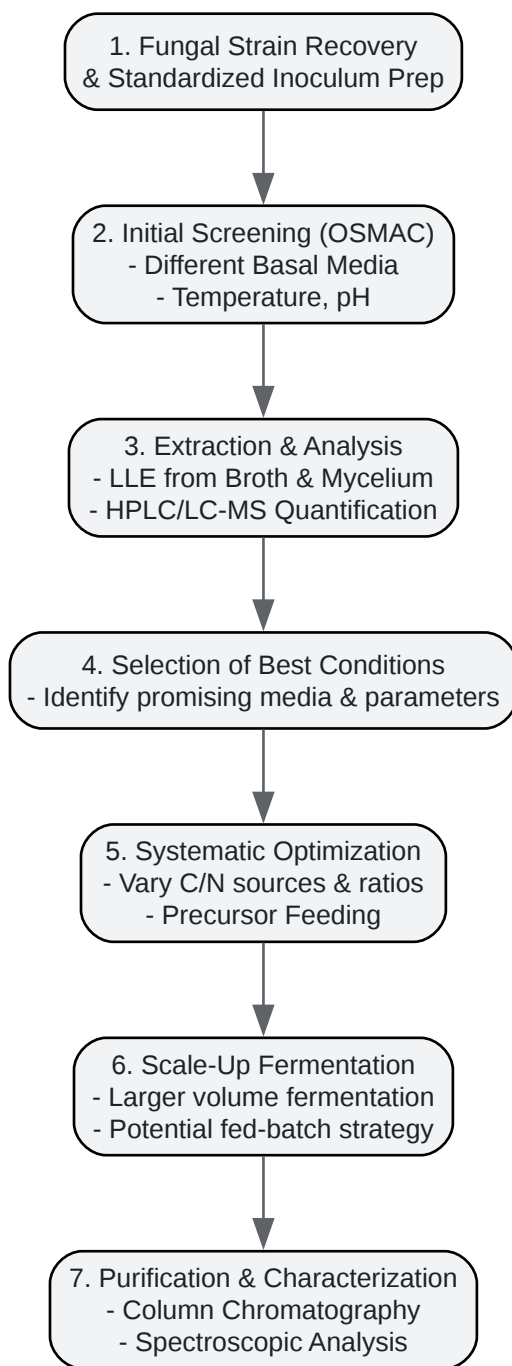 1. Fungal Strain Recovery
& Standardized Inoculum Prep
2. Initial Screening (OSMAC)
- Different Basal Media
- Temperature, pH
3. Extraction & Analysis
- LLE from Broth & Mycelium
- HPLC/LC-MS Quantification
4. Selection of Best Conditions
- Identify promising media & parameters
5. Systematic Optimization
- Vary C/N sources & ratios
- Precursor Feeding
6. Scale-Up Fermentation
- Larger volume fermentation
- Potential fed-batch strategy
7. Purification & Characterization
- Column Chromatography
- Spectroscopic Analysis